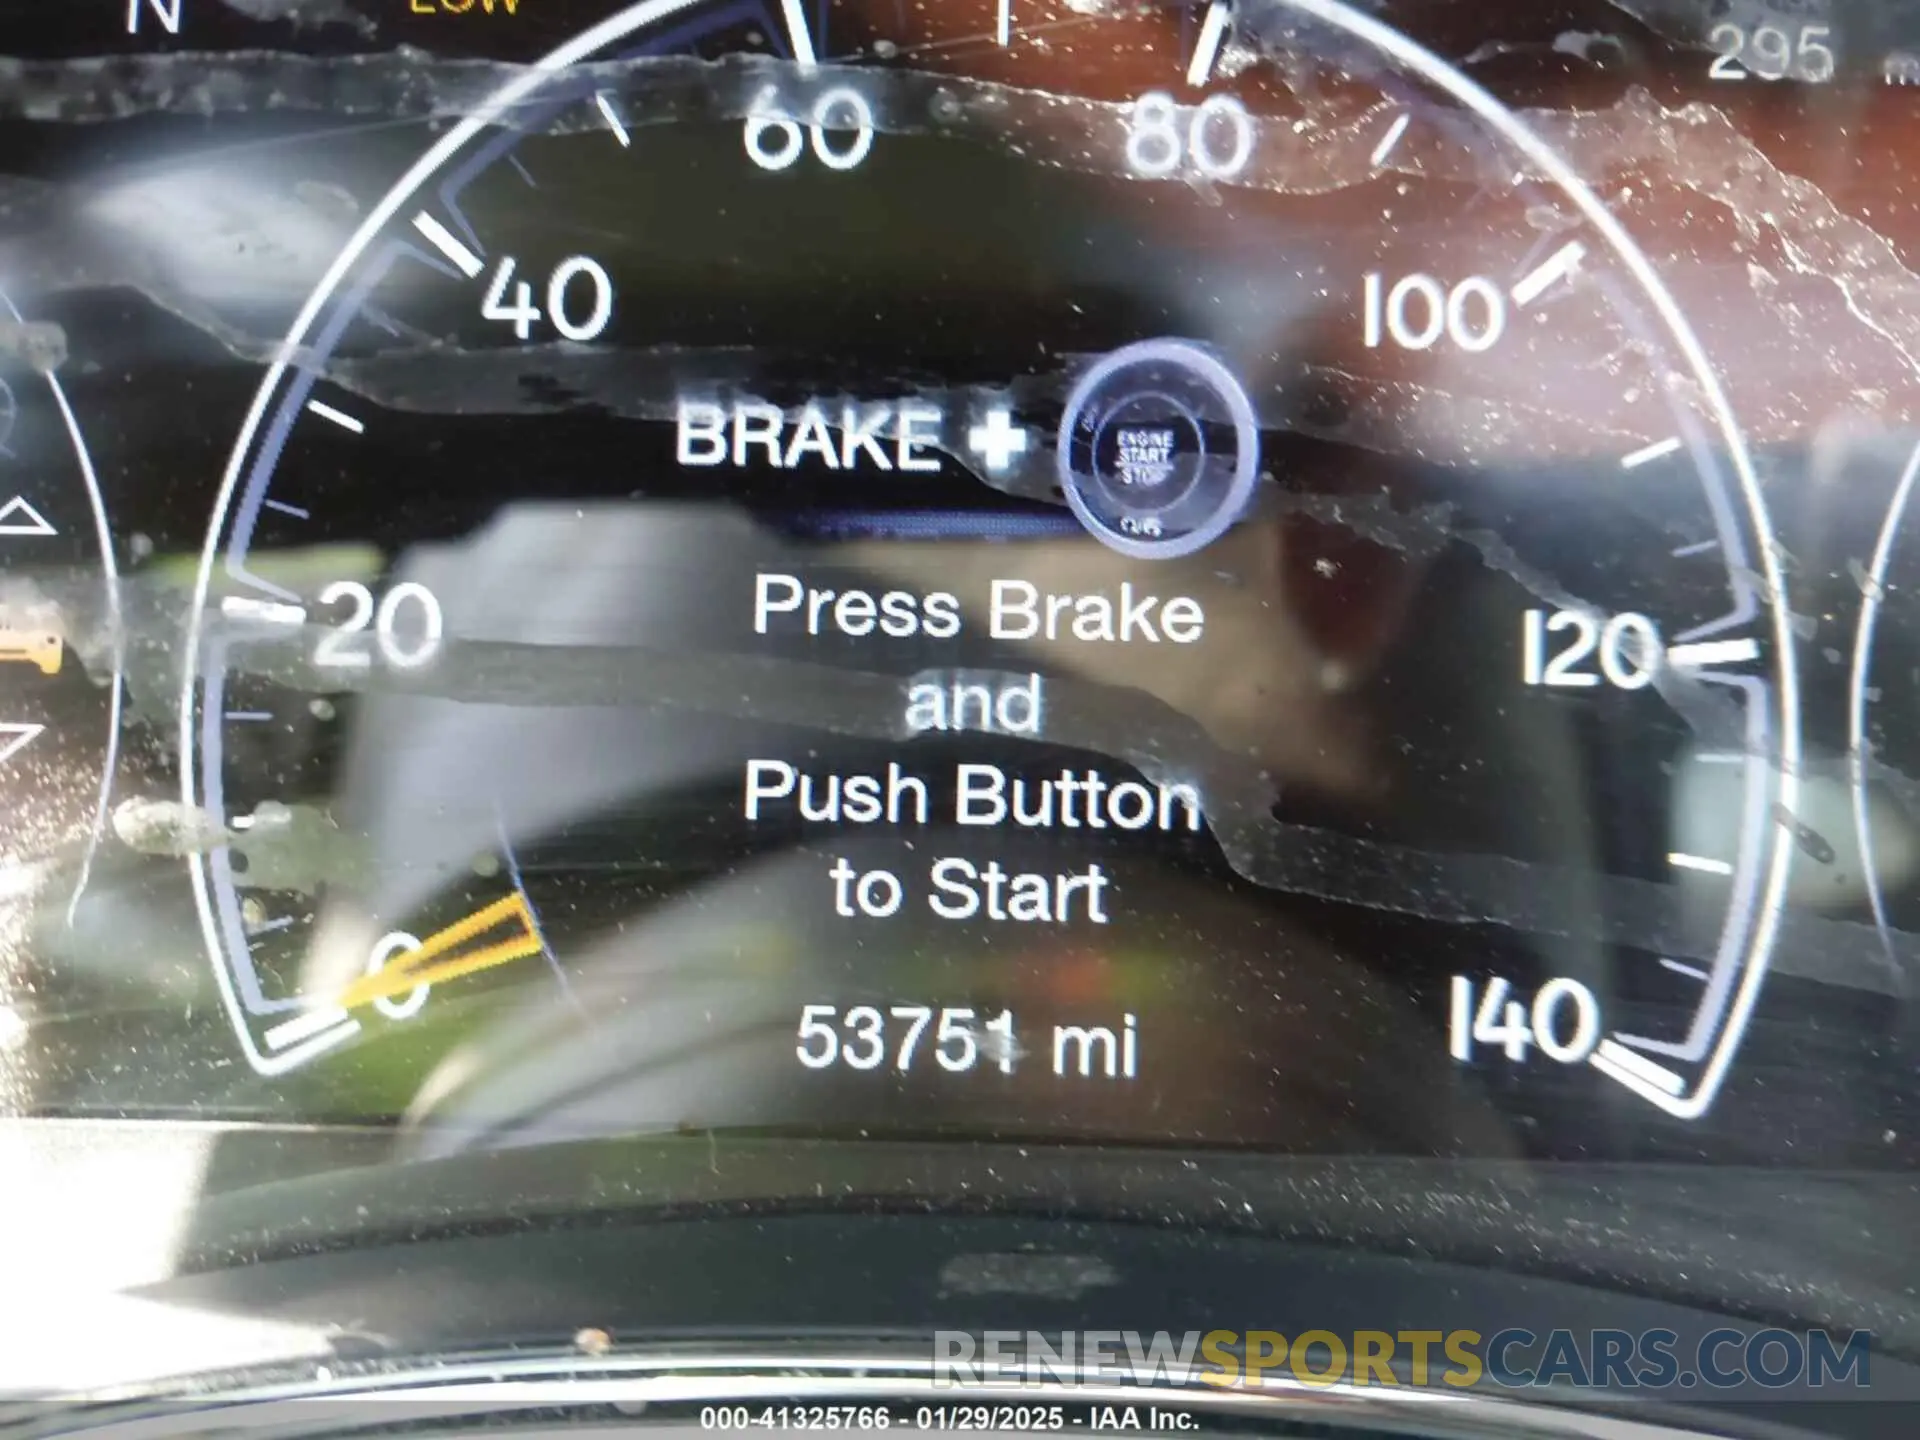 N
LOW
295
60
80
40
100
BRAKE +
ENGINE
START
STOP
20
Press Brake
and
120
Push Button
to Start
0
53751 mi
140
RENEWSPORTSCARS.COM
000-41325766 - 01/29/2025 - IAA Inc.